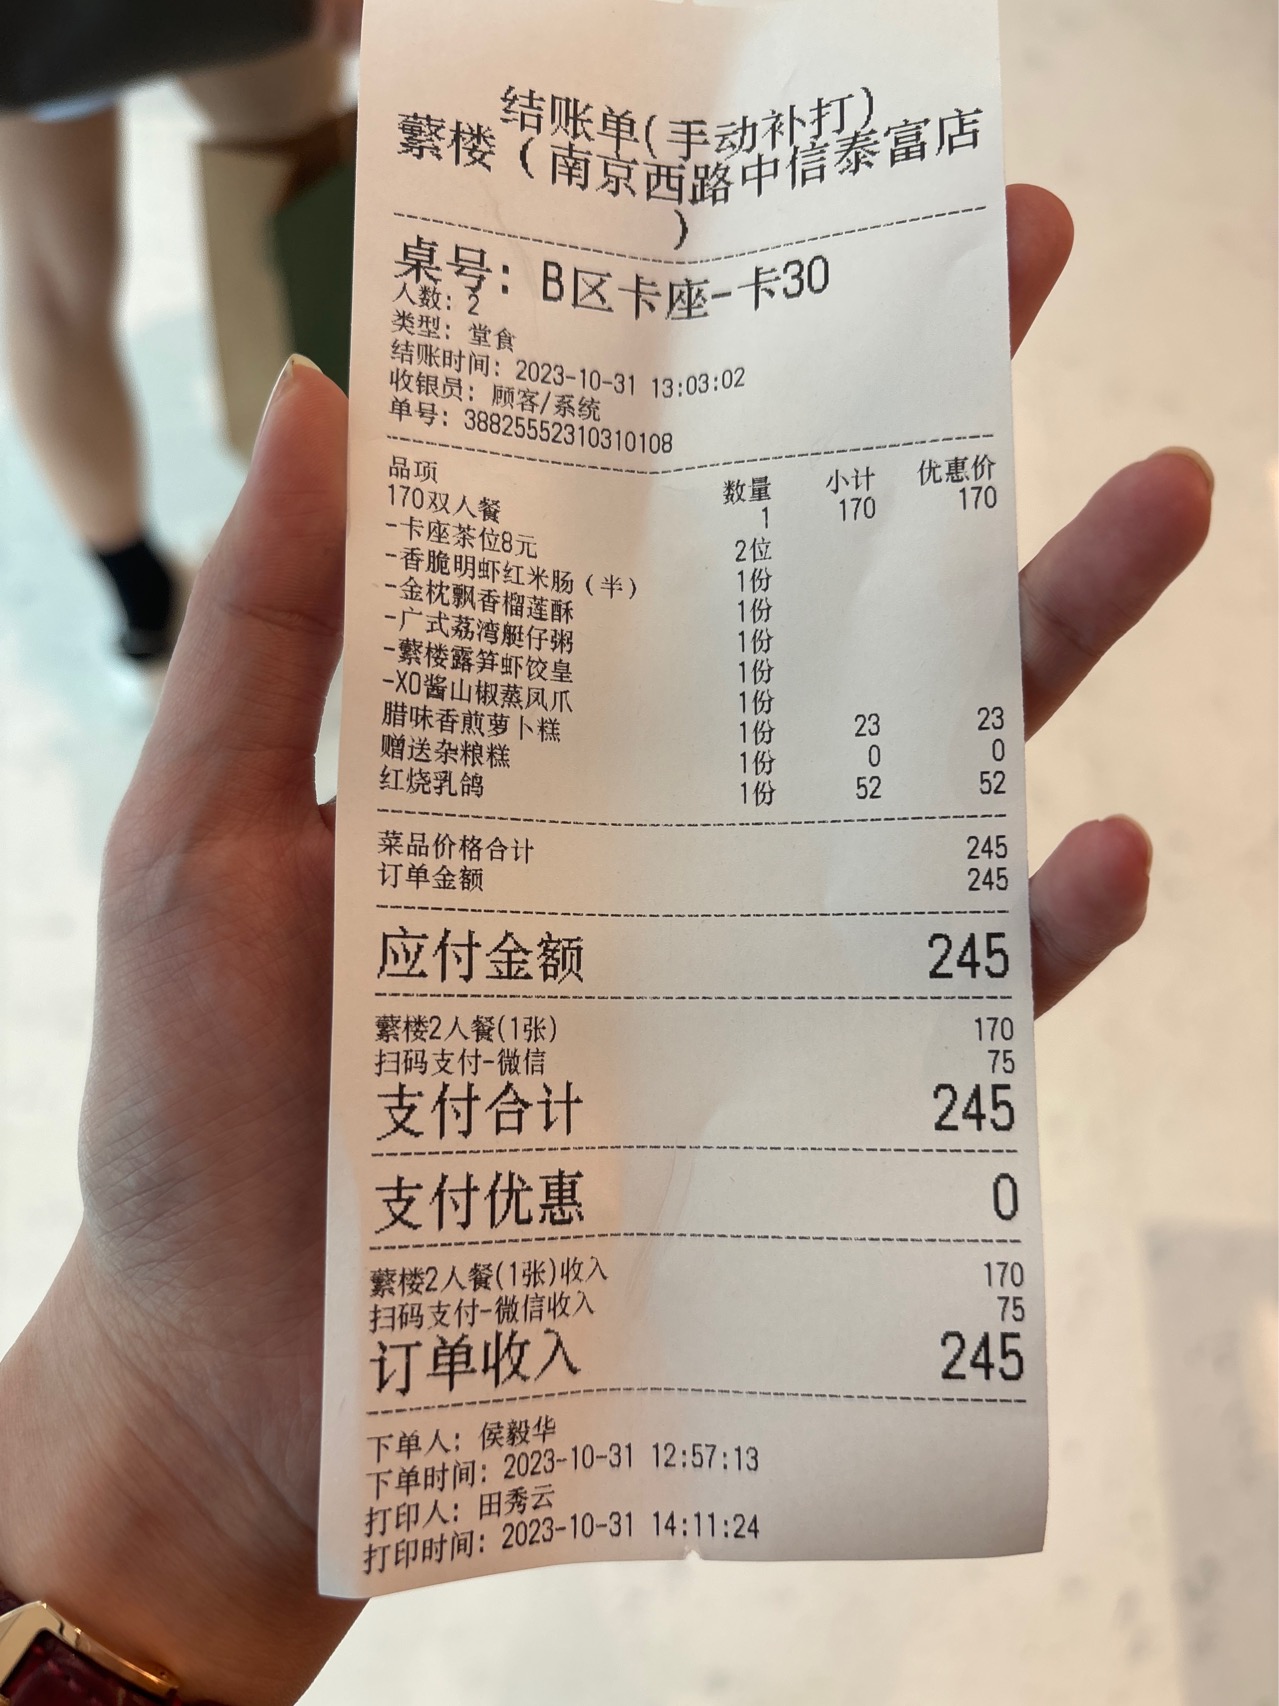 结账单(手动补打)
蘩楼（南京西路中信泰富店
）
桌号：B区卡座-卡30
人数：2
类型：堂食
结账时间：2023-10-31 13:03:02
收银员：顾客/系统
单号：388255552310310108
品项 数量 小计 优惠价
170双人餐 1 170 170
-卡座茶位8元 2位
-香脆明虾红米肠（半） 1份
-金枕飘香榴莲酥 1份
-广式荔湾艇仔粥 1份
-蘩楼露笋虾饺皇 1份
-XO酱山椒蒸凤爪 1份
腊味香煎萝卜糕 1份 23 23
赠送杂粮糕 1份 0 0
红烧乳鸽 1份 52 52
菜品价格合计 245
订单金额 245
应付金额 245
蘩楼2人餐(1张) 170
扫码支付-微信 75
支付合计 245
支付优惠 0
蘩楼2人餐(1张)收入 170
扫码支付-微信收入 75
订单收入 245
下单人：侯毅华
下单时间：2023-10-31 12:57:13
打印人：田秀云
打印时间：2023-10-31 14:11:24